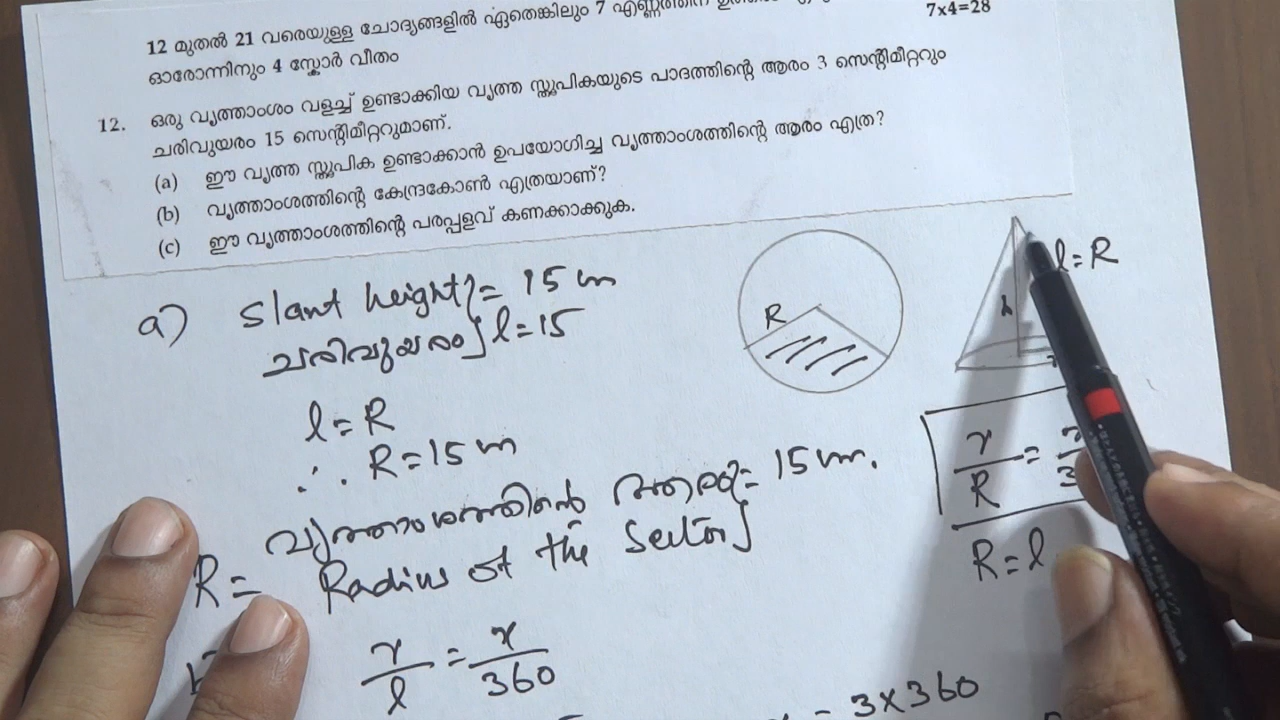 12 മുതൽ 21 വരെയുള്ള ചോദ്യങ്ങളിൽ ഏതെങ്കിലും 7 എണ്ണത്തിന്
7x4=28
ഓരോന്നിനും 4 സ്കോർ വീതം
12. ഒരു വൃത്താംശം വളച്ച് ഉണ്ടാക്കിയ വൃത്ത സ്തൂപികയുടെ പാദത്തിന്റെ ആരം 3 സെന്റിമീറ്ററും
ചരിവുയരം 15 സെന്റിമീറ്ററുമാണ്.
(a) ഈ വൃത്ത സ്തൂപിക ഉണ്ടാക്കാൻ ഉപയോഗിച്ച വൃത്താംശത്തിന്റെ ആരം എത്ര?
(b) വൃത്താംശത്തിന്റെ കേന്ദ്രകോൺ എത്രയാണ്?
(c) ഈ വൃത്താംശത്തിന്റെ പരപ്പളവ് കണക്കാക്കുക.
a) Slant height = 15 cm
ചരിവുയരം l = 15
l = R
∴ R = 15 cm
വൃത്താംശത്തിന്റെ ആരം = 15 cm.
R = Radius of the Sector
r/l = x/360
3 x 360
R
l = R
h
r/R =
R = l